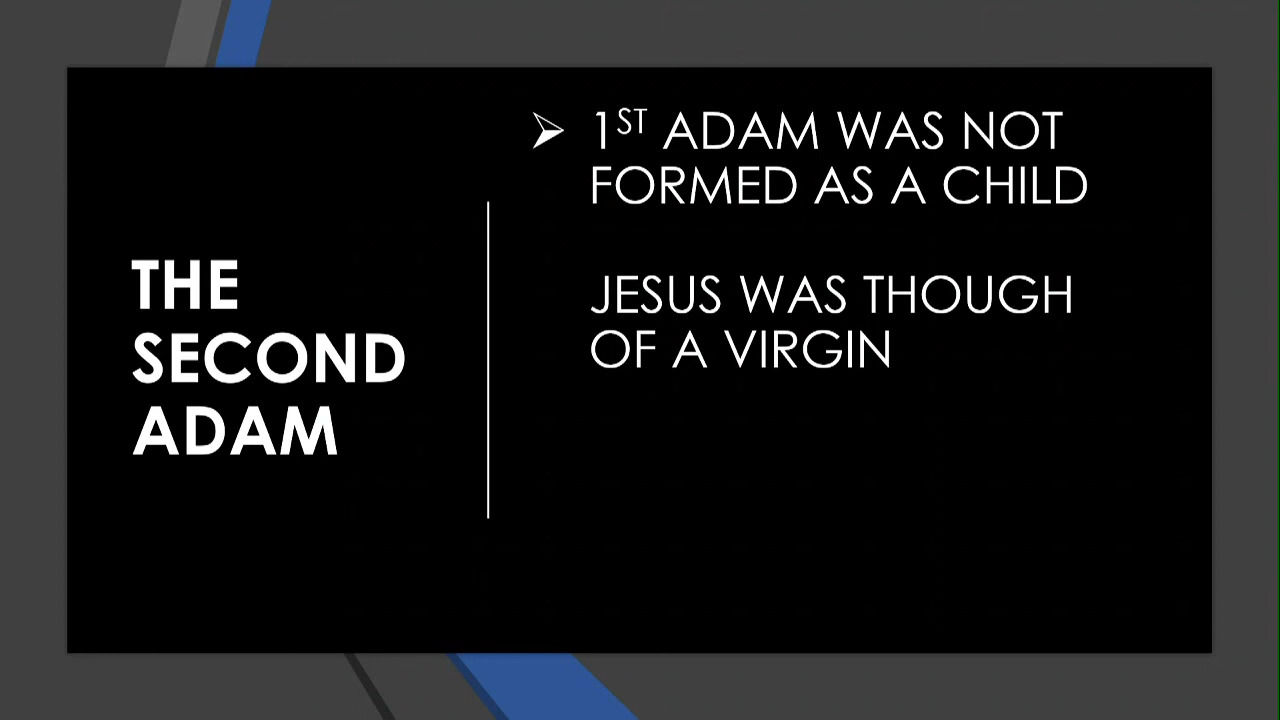 THE
SECOND
ADAM
➢ 1ST ADAM WAS NOT
FORMED AS A CHILD
JESUS WAS THOUGH
OF A VIRGIN